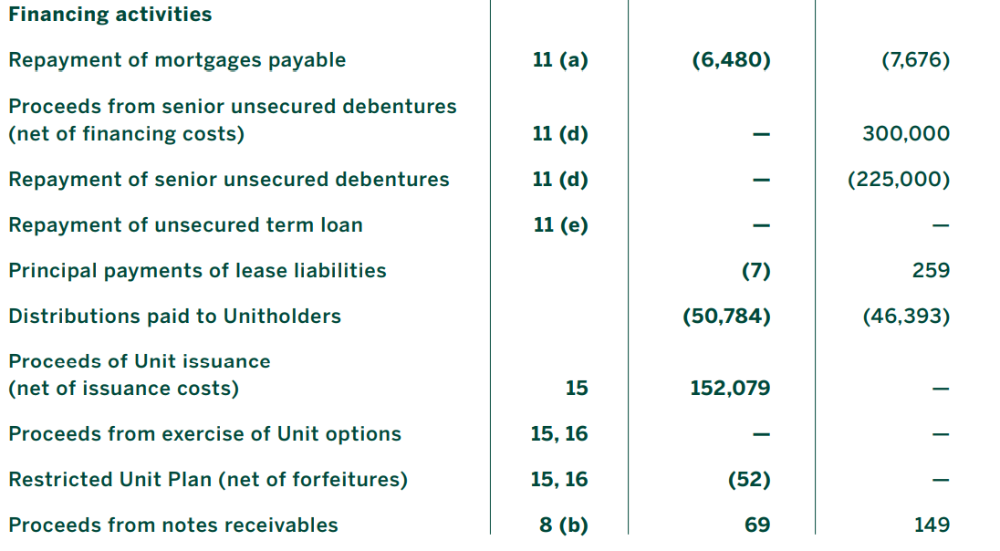 Financing activities
Repayment of mortgages payable 11 (a) (6,480) (7,676)
Proceeds from senior unsecured debentures
(net of financing costs) 11 (d) — 300,000
Repayment of senior unsecured debentures 11 (d) — (225,000)
Repayment of unsecured term loan 11 (e) — —
Principal payments of lease liabilities (7) 259
Distributions paid to Unitholders (50,784) (46,393)
Proceeds of Unit issuance
(net of issuance costs) 15 152,079 —
Proceeds from exercise of Unit options 15, 16 — —
Restricted Unit Plan (net of forfeitures) 15, 16 (52) —
Proceeds from notes receivables 8 (b) 69 149